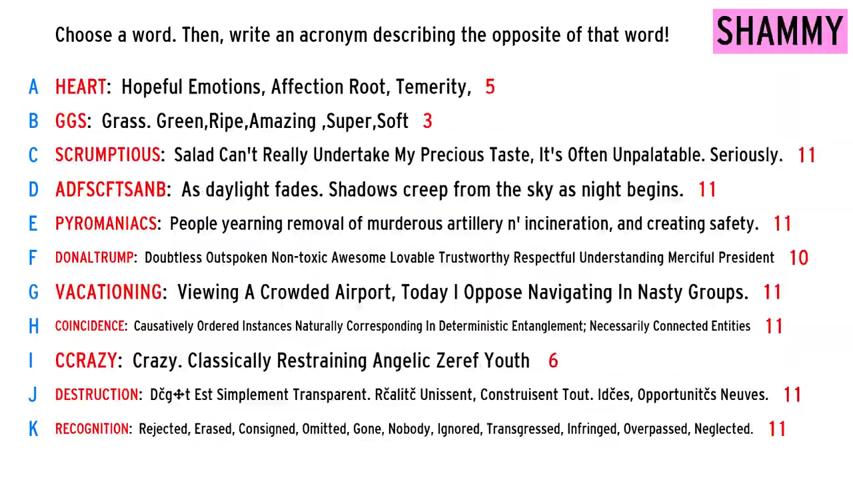 Choose a word. Then, write an acronym describing the opposite of that word!
SHAMMY
A HEART: Hopeful Emotions, Affection Root, Temerity, 5
B GGS: Grass. Green,Ripe,Amazing ,Super,Soft 3
C SCRUMPTIOUS: Salad Can't Really Undertake My Precious Taste, It's Often Unpalatable. Seriously. 11
D ADFSCFTSANB: As daylight fades. Shadows creep from the sky as night begins. 11
E PYROMANIACS: People yearning removal of murderous artillery n' incineration, and creating safety. 11
F DONALTRUMP: Doubtless Outspoken Non-toxic Awesome Lovable Trustworthy Respectful Understanding Merciful President 10
G VACATIONING: Viewing A Crowded Airport, Today I Oppose Navigating In Nasty Groups. 11
H COINCIDENCE: Causatively Ordered Instances Naturally Corresponding In Deterministic Entanglement; Necessarily Connected Entities 11
I CCRAZY: Crazy. Classically Restraining Angelic Zeref Youth 6
J DESTRUCTION: Dčg✣t Est Simplement Transparent. Rčalitč Unissent, Construisent Tout. Idčes, Opportunitčs Neuves. 11
K RECOGNITION: Rejected, Erased, Consigned, Omitted, Gone, Nobody, Ignored, Transgressed, Infringed, Overpassed, Neglected. 11